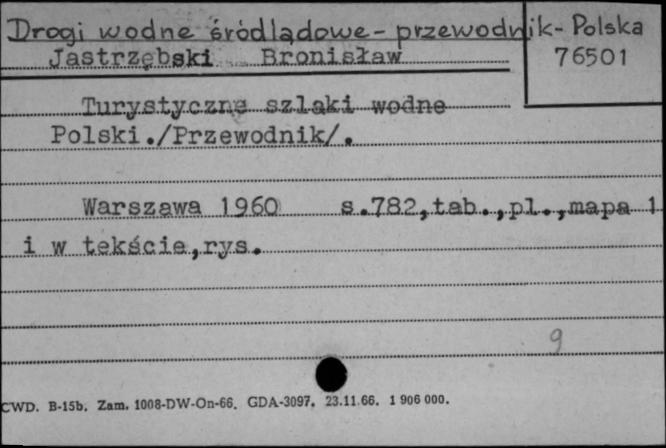 Drogi wodne śródlądowe - przewodnik - Polska
Jastrzębski Bronisław 76501
Turystyczne szlaki wodne
Polski./Przewodnik/.
Warszawa 1960 s.782,tab.,pl.,mapa 1
i w tekście,rys.
9
CWD. B-15b. Zam. 1008-DW-On-66. GDA-3097. 23.11.66. 1 906 000.